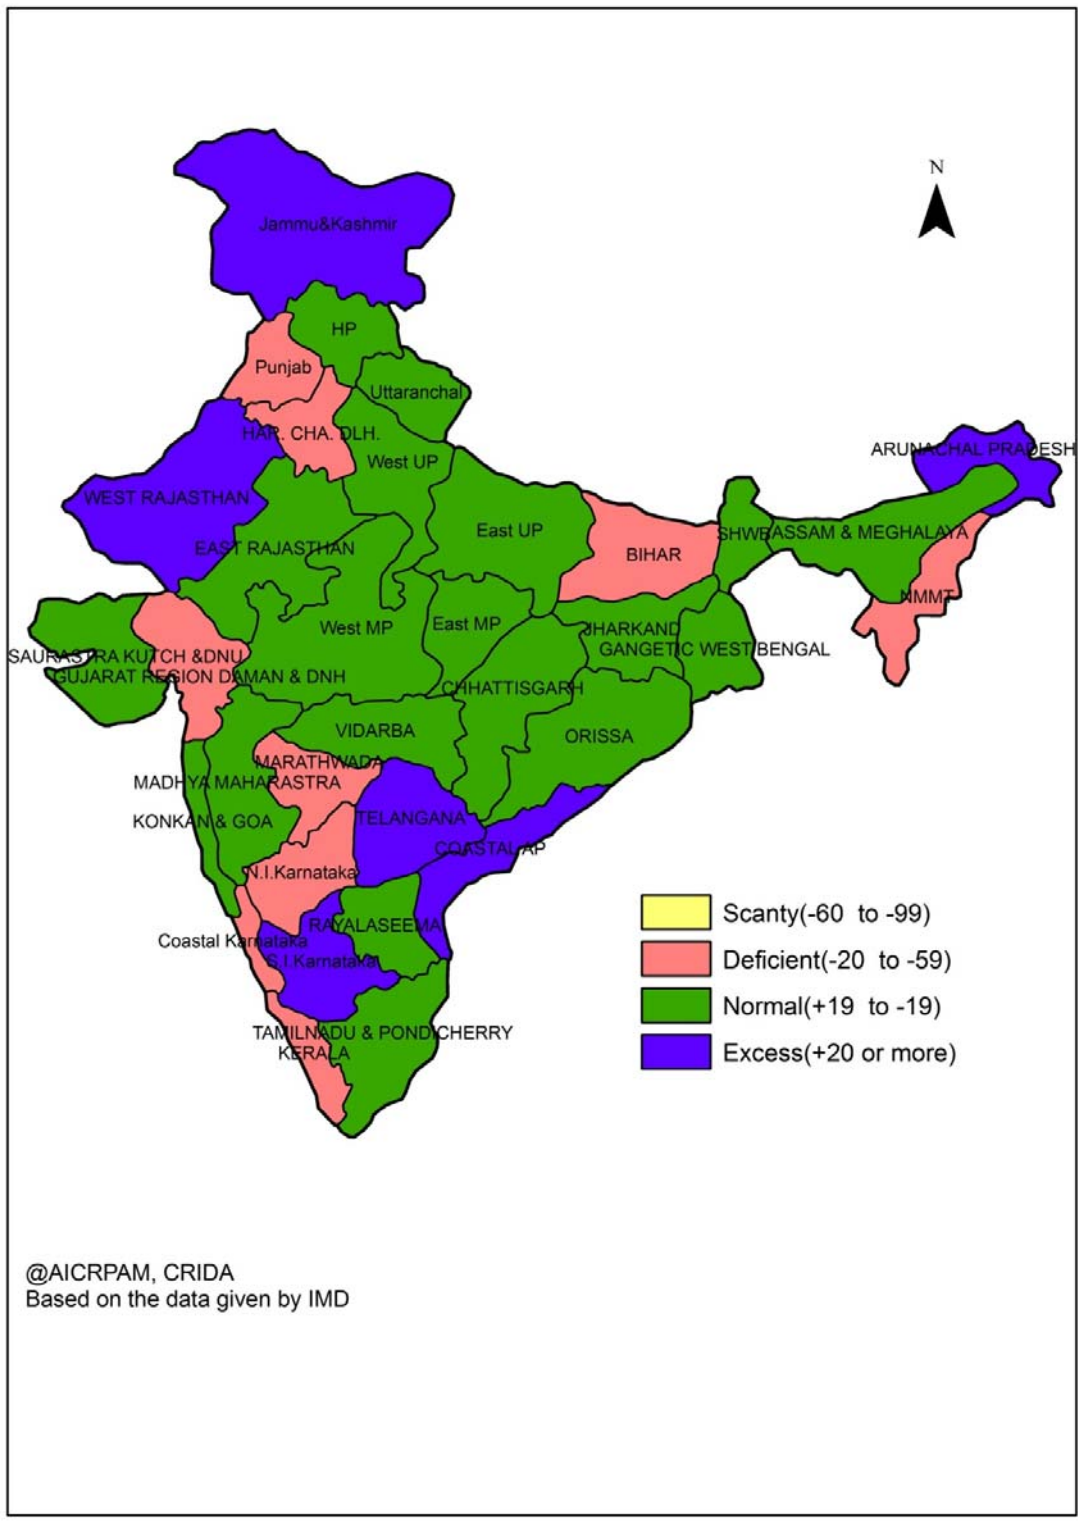 N
Jammu&Kashmir
HP
Punjab
Uttaranchal
HAR. CHA. DLH.
ARUNACHAL PRADESH
West UP
WEST RAJASTHAN
East UP
SHWB
ASSAM & MEGHALAYA
EAST RAJASTHAN
BIHAR
NMMT
West MP
East MP
JHARKAND
GANGETIC WEST BENGAL
SAURASTRA KUTCH &DNU
GUJARAT REGION DAMAN & DNH
CHHATTISGARH
VIDARBA
ORISSA
MARATHWADA
MADHYA MAHARASTRA
KONKAN & GOA
TELANGANA
COASTAL AP
N.I.Karnataka
RAYALASEEMA
Coastal Karnataka
S.I.Karnataka
TAMILNADU & PONDICHERRY
KERALA
Scanty(-60 to -99)
Deficient(-20 to -59)
Normal(+19 to -19)
Excess(+20 or more)
@AICRPAM, CRIDA
Based on the data given by IMD